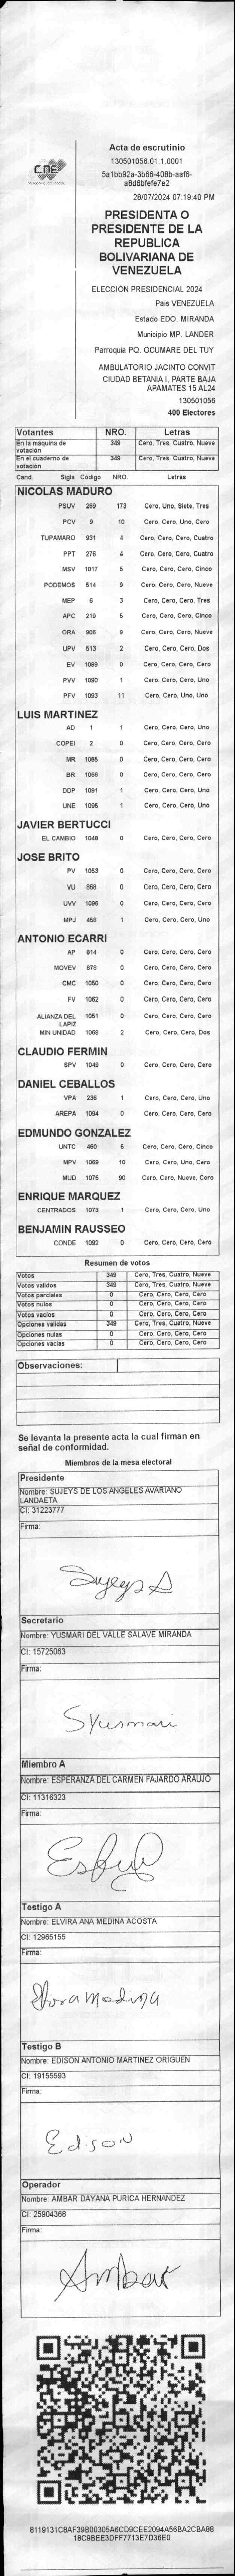 CNE
Acta de escrutinio
130501056.01.1.0001
5a1bb92a-3b66-408b-aaf6-
a8d6bfefe7e2
28/07/2024 07:19:40 PM
PRESIDENTA O
PRESIDENTE DE LA
REPUBLICA
BOLIVARIANA DE
VENEZUELA
ELECCIÓN PRESIDENCIAL 2024
País VENEZUELA
Estado EDO. MIRANDA
Municipio MP. LANDER
Parroquia PQ. OCUMARE DEL TUY
AMBULATORIO JACINTO CONVIT
CIUDAD BETANIA I, PARTE BAJA
APAMATES 15 AL24
130501056
400 Electores
Votantes NRO. Letras
En la máquina de votación 349 Cero, Tres, Cuatro, Nueve
En el cuaderno de votación 349 Cero, Tres, Cuatro, Nueve
Cand. Sigla Código NRO. Letras
NICOLAS MADURO
PSUV 269 173 Cero, Uno, Siete, Tres
PCV 9 10 Cero, Cero, Uno, Cero
TUPAMARO 931 4 Cero, Cero, Cero, Cuatro
PPT 276 4 Cero, Cero, Cero, Cuatro
MSV 1017 5 Cero, Cero, Cero, Cinco
PODEMOS 514 9 Cero, Cero, Cero, Nueve
MEP 6 3 Cero, Cero, Cero, Tres
APC 219 5 Cero, Cero, Cero, Cinco
ORA 906 9 Cero, Cero, Cero, Nueve
UPV 513 2 Cero, Cero, Cero, Dos
EV 1089 0 Cero, Cero, Cero, Cero
PVV 1090 1 Cero, Cero, Cero, Uno
PFV 1093 11 Cero, Cero, Uno, Uno
LUIS MARTINEZ
AD 1 1 Cero, Cero, Cero, Uno
COPEI 2 0 Cero, Cero, Cero, Cero
MR 1065 0 Cero, Cero, Cero, Cero
BR 1066 0 Cero, Cero, Cero, Cero
DDP 1091 1 Cero, Cero, Cero, Uno
UNE 1095 1 Cero, Cero, Cero, Uno
JAVIER BERTUCCI
EL CAMBIO 1048 0 Cero, Cero, Cero, Cero
JOSE BRITO
PV 1053 0 Cero, Cero, Cero, Cero
VU 868 0 Cero, Cero, Cero, Cero
UVV 1096 0 Cero, Cero, Cero, Cero
MPJ 458 1 Cero, Cero, Cero, Uno
ANTONIO ECARRI
AP 814 0 Cero, Cero, Cero, Cero
MOVEV 878 0 Cero, Cero, Cero, Cero
CMC 1050 0 Cero, Cero, Cero, Cero
FV 1062 0 Cero, Cero, Cero, Cero
ALIANZA DEL LAPIZ 1051 0 Cero, Cero, Cero, Cero
MIN UNIDAD 1068 2 Cero, Cero, Cero, Dos
CLAUDIO FERMIN
SPV 1049 0 Cero, Cero, Cero, Cero
DANIEL CEBALLOS
VPA 236 1 Cero, Cero, Cero, Uno
AREPA 1094 0 Cero, Cero, Cero, Cero
EDMUNDO GONZALEZ
UNTC 460 5 Cero, Cero, Cero, Cinco
MPV 1069 10 Cero, Cero, Uno, Cero
MUD 1075 90 Cero, Cero, Nueve, Cero
ENRIQUE MARQUEZ
CENTRADOS 1073 1 Cero, Cero, Cero, Uno
BENJAMIN RAUSSEO
CONDE 1092 0 Cero, Cero, Cero, Cero
Resumen de votos
Votos 349 Cero, Tres, Cuatro, Nueve
Votos validos 349 Cero, Tres, Cuatro, Nueve
Votos parciales 0 Cero, Cero, Cero, Cero
Votos nulos 0 Cero, Cero, Cero, Cero
Votos vacíos 0 Cero, Cero, Cero, Cero
Opciones validas 349 Cero, Tres, Cuatro, Nueve
Opciones nulas 0 Cero, Cero, Cero, Cero
Opciones vacías 0 Cero, Cero, Cero, Cero
Observaciones:
Se levanta la presente acta la cual firman en
señal de conformidad.
Miembros de la mesa electoral
Presidente
Nombre: SUJEYS DE LOS ANGELES AVARIANO
LANDAETA
CI: 31223777
Firma:
Sujeys A
Secretario
Nombre: YUSMARI DEL VALLE SALAVE MIRANDA
CI: 15725063
Firma:
SYusmari
Miembro A
Nombre: ESPERANZA DEL CARMEN FAJARDO ARAUJO
CI: 11316323
Firma:
Testigo A
Nombre: ELVIRA ANA MEDINA ACOSTA
CI: 12965155
Firma:
Elvira Medina
Testigo B
Nombre: EDISON ANTONIO MARTINEZ ORIGUEN
CI: 19155593
Firma:
Edison
Operador
Nombre: AMBAR DAYANA PURICA HERNANDEZ
CI: 25904368
Firma:
Ambar
8119131C8AF39B00305A6CD9CEE2094A56BA2CBA88
18C9BEE3DFF7713E7D36E0